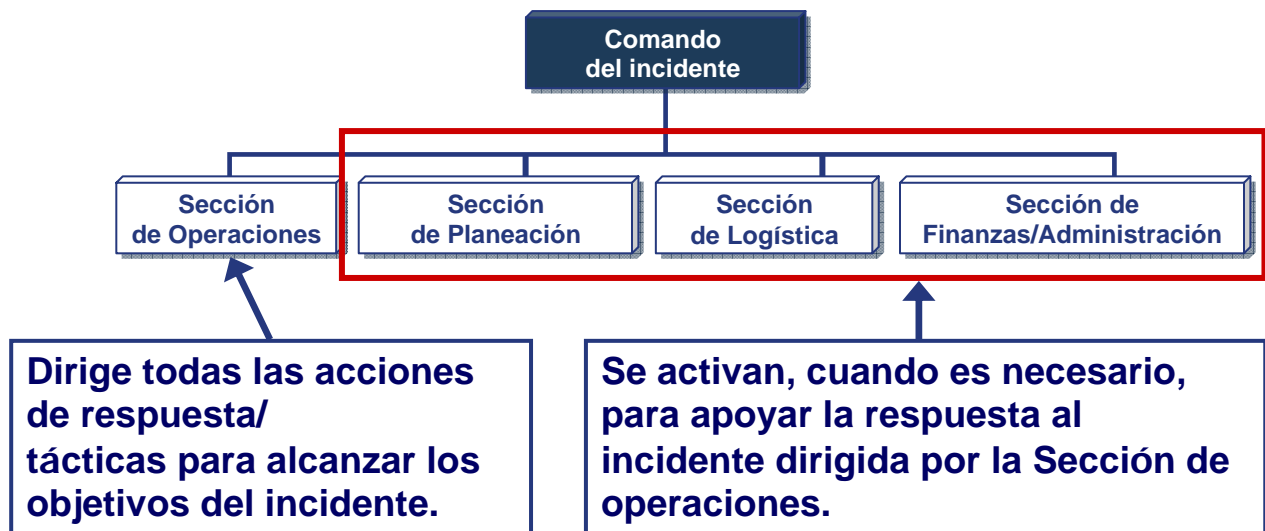 Comando
del incidente
Sección
de Operaciones
Sección
de Planeación
Sección
de Logística
Sección de
Finanzas/Administración
Dirige todas las acciones
de respuesta/
tácticas para alcanzar los
objetivos del incidente.
Se activan, cuando es necesario,
para apoyar la respuesta al
incidente dirigida por la Sección de
operaciones.